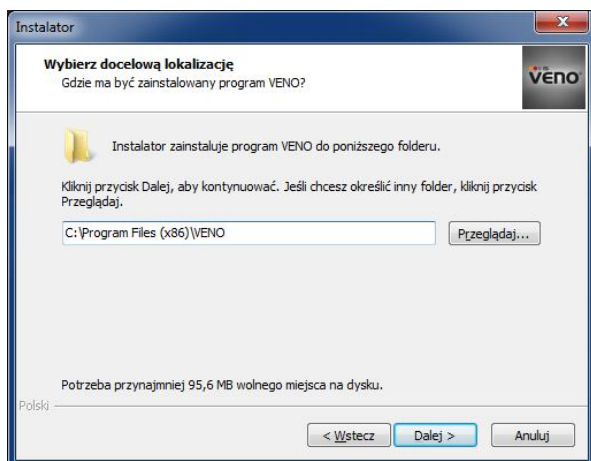 Instalator
Wybierz docelową lokalizację
Gdzie ma być zainstalowany program VENO?
VENO
Instalator zainstaluje program VENO do poniższego folderu.
Kliknij przycisk Dalej, aby kontynuować. Jeśli chcesz określić inny folder, kliknij przycisk
Przeglądaj.
C:\Program Files (x86)\VENO
Przeglądaj...
Potrzeba przynajmniej 95,6 MB wolnego miejsca na dysku.
Polski
< Wstecz
Dalej >
Anuluj